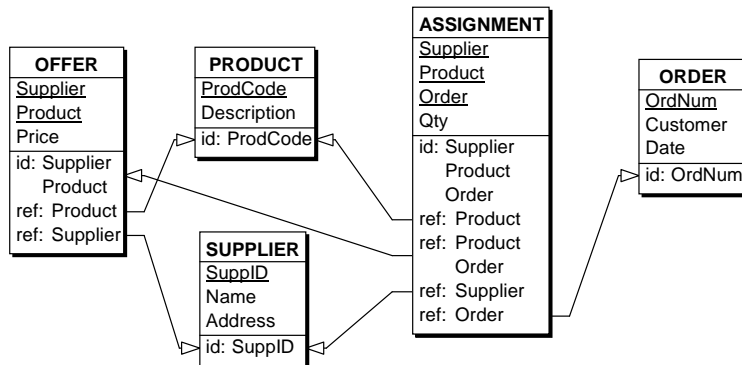 OFFER
Supplier
Product
Price
id: Supplier
Product
ref: Product
ref: Supplier
PRODUCT
ProdCode
Description
id: ProdCode
SUPPLIER
SuppID
Name
Address
id: SuppID
ASSIGNMENT
Supplier
Product
Order
Qty
id: Supplier
Product
Order
ref: Product
ref: Product
Order
ref: Supplier
ref: Order
ORDER
OrdNum
Customer
Date
id: OrdNum